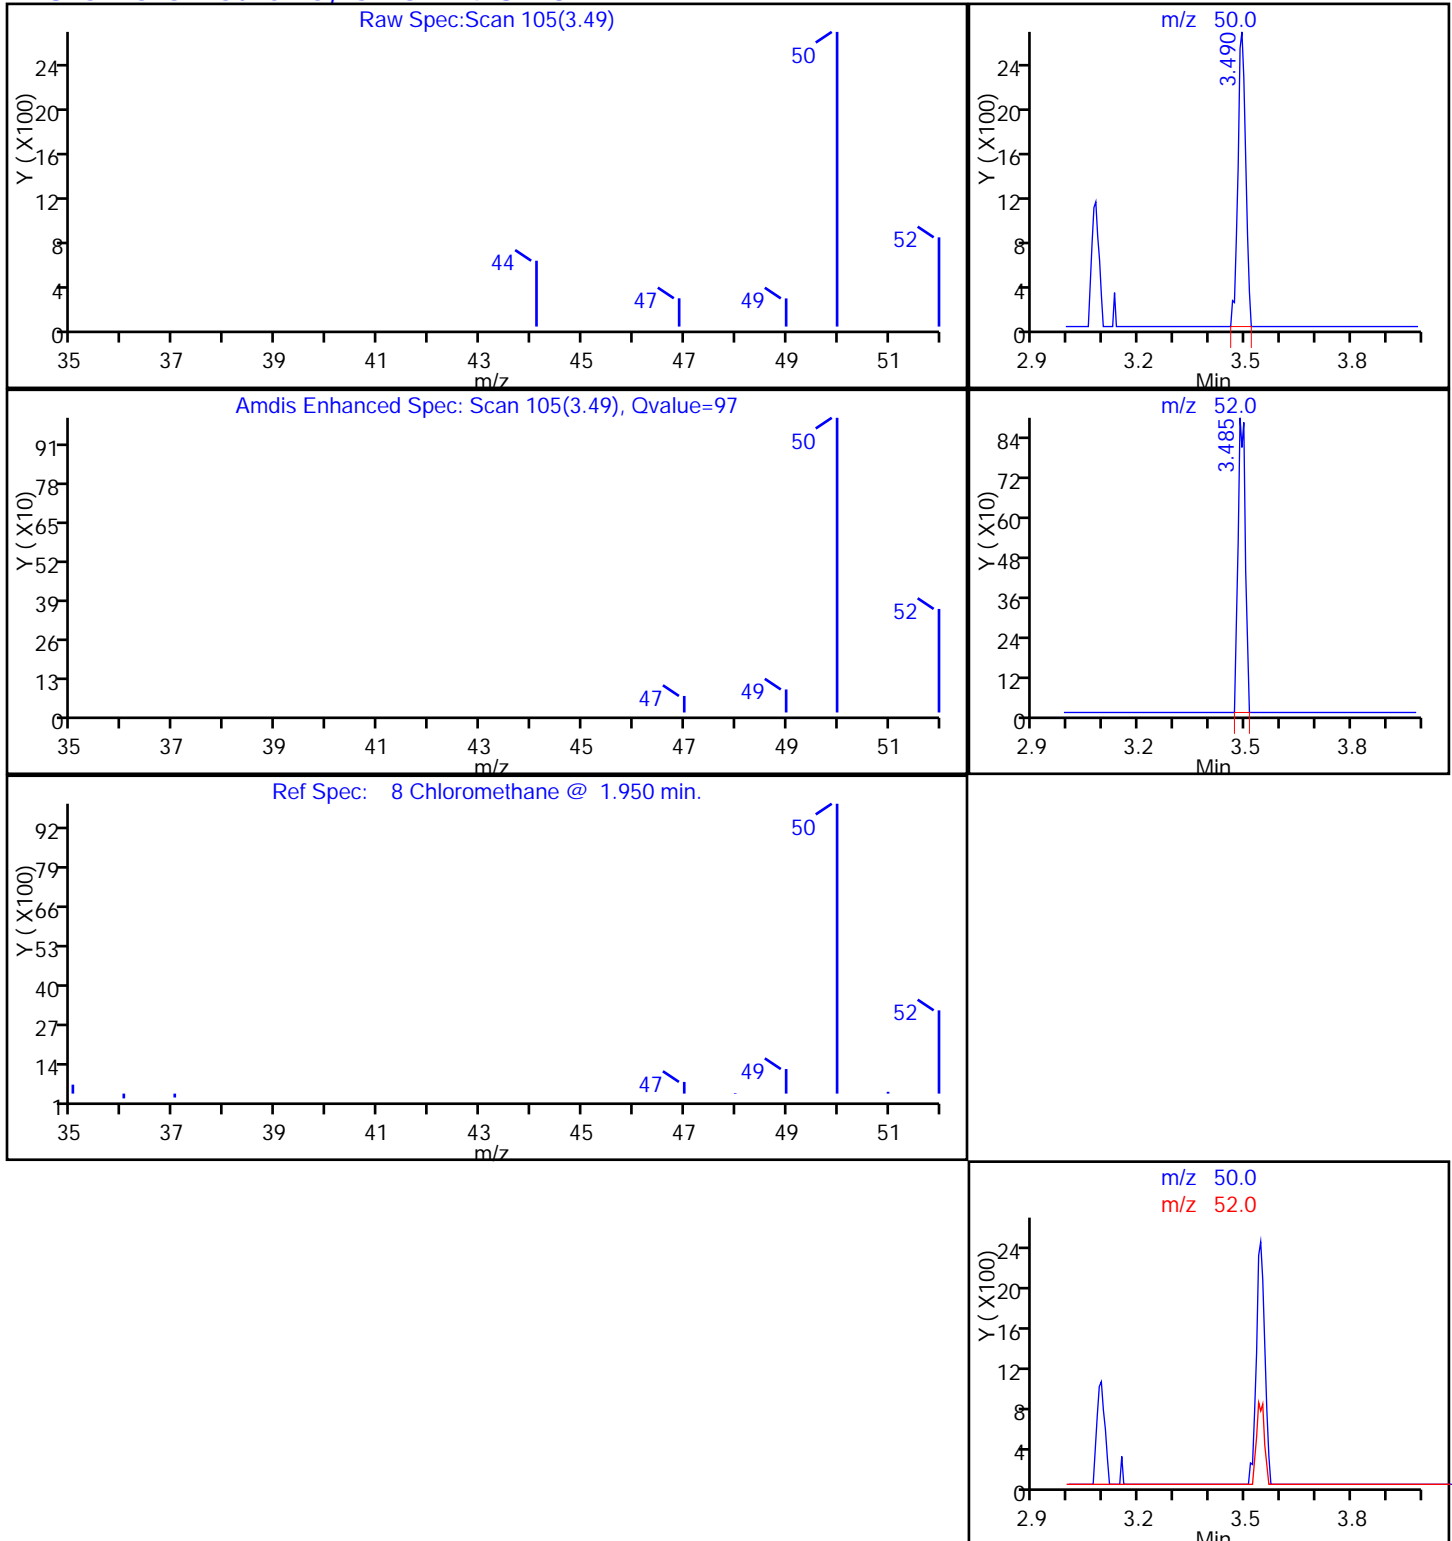 Raw Spec:Scan 105(3.49)
Y ( X100)
24
20
16
12
8
4
0
44
47
49
50
52
35 37 39 41 43 45 47 49 51
m/z
m/z 50.0
Y ( X100)
24
20
16
12
8
4
0
3.490
2.9 3.2 3.5 3.8
Min
Amdis Enhanced Spec: Scan 105(3.49), Qvalue=97
Y ( X10)
91
78
65
52
39
26
13
0
47
49
50
52
35 37 39 41 43 45 47 49 51
m/z
m/z 52.0
Y ( X10)
84
72
60
48
36
24
12
0
3.485
2.9 3.2 3.5 3.8
Min
Ref Spec: 8 Chloromethane @ 1.950 min.
Y ( X100)
92
79
66
53
40
27
14
1
47
49
50
52
35 37 39 41 43 45 47 49 51
m/z
m/z 50.0
m/z 52.0
Y ( X100)
24
20
16
12
8
4
0
2.9 3.2 3.5 3.8
Min